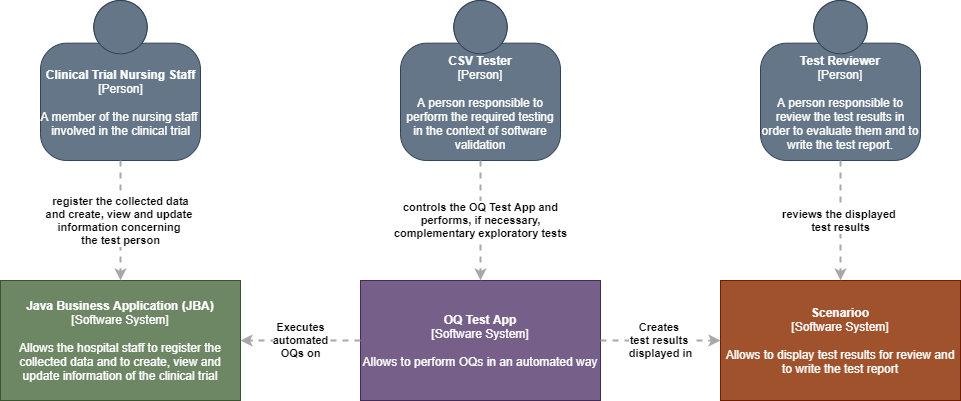 Clinical Trial Nursing Staff
[Person]
A member of the nursing staff
involved in the clinical trial
CSV Tester
[Person]
A person responsible to
perform the required testing
in the context of software
validation
Test Reviewer
[Person]
A person responsible to
review the test results in
order to evaluate them and to
write the test report.
register the collected data
and create, view and update
information concerning
the test person
controls the OQ Test App and
performs, if necessary,
complementary exploratory tests
reviews the displayed
test results
Java Business Application (JBA)
[Software System]
Allows the hospital staff to register the
collected data and to create, view and
update information of the clinical trial
Executes
automated
OQs on
OQ Test App
[Software System]
Allows to perform OQs in an automated way
Creates
test results
displayed in
Scenarioo
[Software System]
Allows to display test results for review and
to write the test report